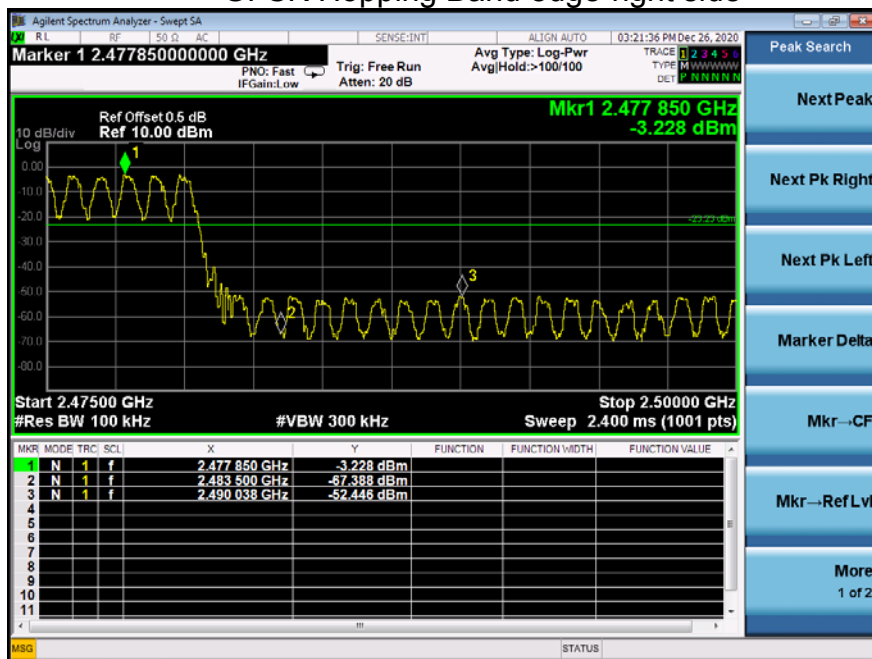 Agilent Spectrum Analyzer - Swept SA
RL RF 50 Ω AC SENSE:INT ALIGN AUTO 03:21:36 PM Dec 26, 2020
Marker 1 2.477850000000 GHz
PNO: Fast
IFGain:Low
Trig: Free Run
Atten: 20 dB
Avg Type: Log-Pwr
Avg|Hold:>100/100
TRACE 1 2 3 4 5 6
TYPE M W W W W W
DET P N N N N N
Peak Search
Mkr1 2.477 850 GHz
-3.228 dBm
Ref Offset 0.5 dB
10 dB/div Ref 10.00 dBm
Log
0.00
-10.0
-20.0
-30.0
-40.0
-50.0
-60.0
-70.0
-80.0
1
2
3
-23.23 dBm
Start 2.47500 GHz Stop 2.50000 GHz
#Res BW 100 kHz #VBW 300 kHz Sweep 2.400 ms (1001 pts)
MKR MODE TRC SCL X Y FUNCTION FUNCTION WIDTH FUNCTION VALUE
1 N 1 f 2.477 850 GHz -3.228 dBm
2 N 1 f 2.483 500 GHz -67.388 dBm
3 N 1 f 2.490 038 GHz -52.446 dBm
4
5
6
7
8
9
10
11
Next Peak
Next Pk Right
Next Pk Left
Marker Delta
Mkr→CF
Mkr→Ref Lvl
More
1 of 2
MSG STATUS